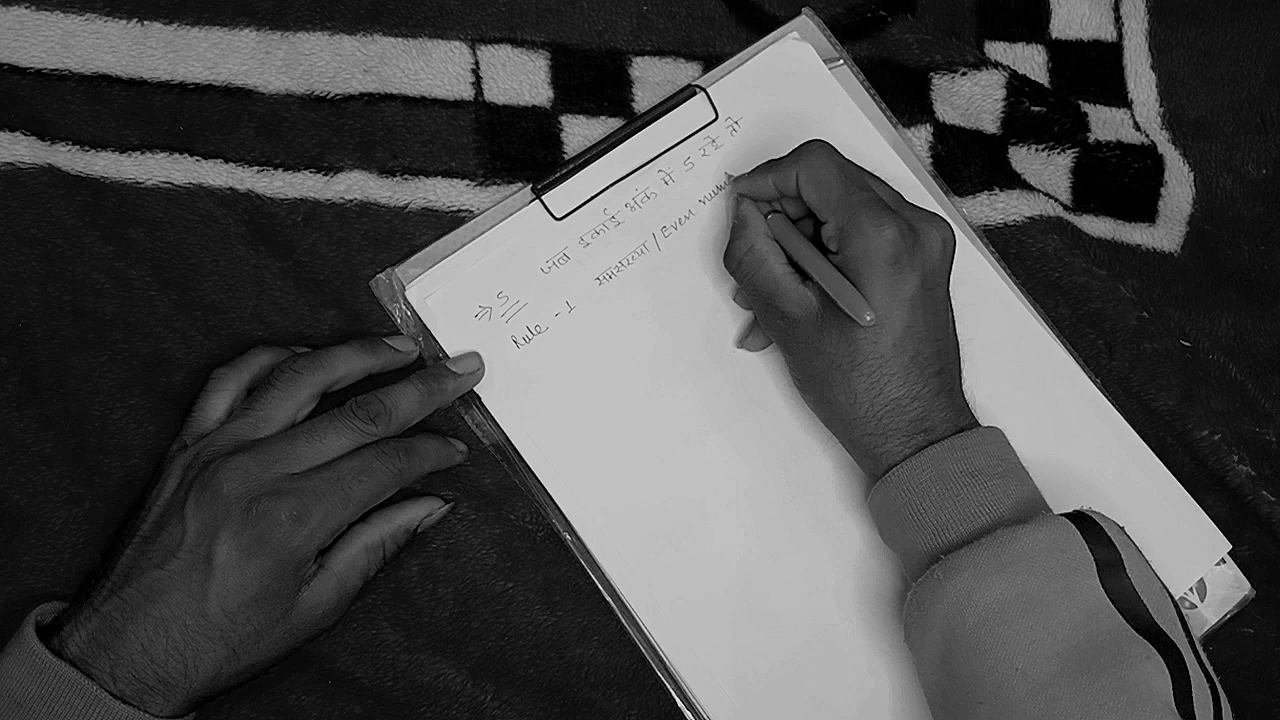 ⇒ 5 जब इकाई अंक में 5 रहे तो
Rule - 1 समसंख्या / Even num